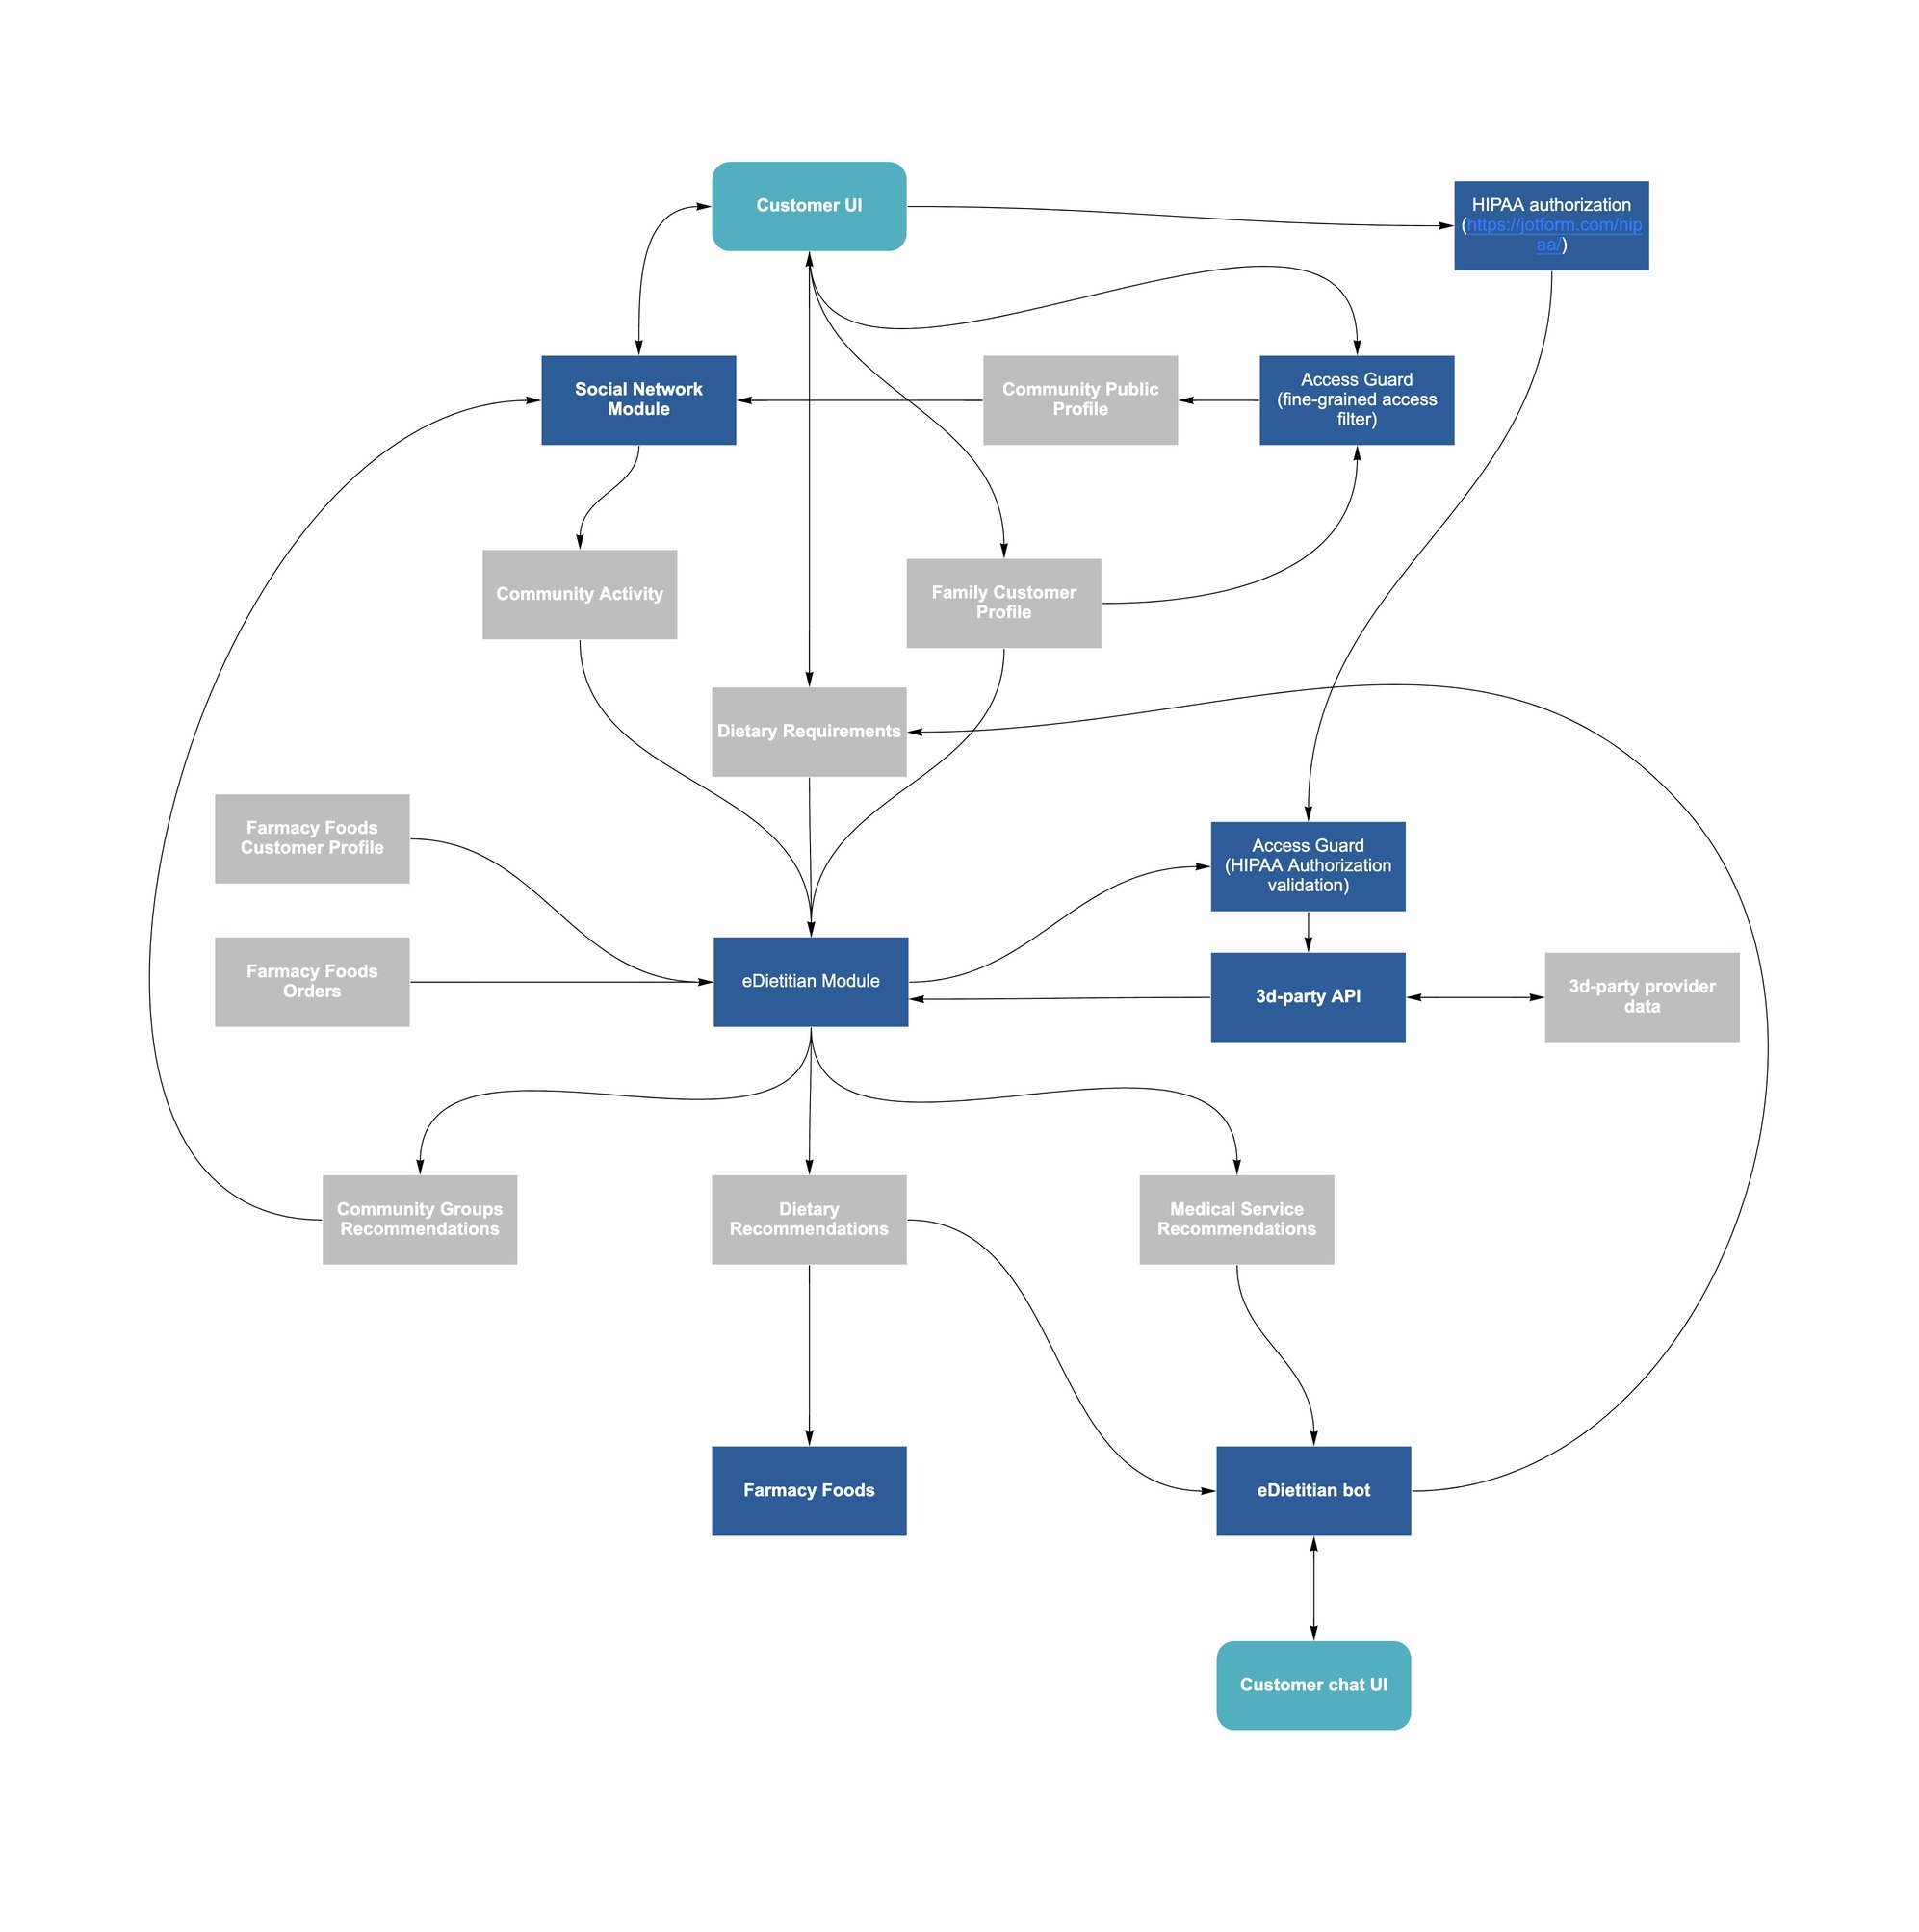 Customer UI
HIPAA authorization
(https://jotform.com/hip
aa/)
Social Network
Module
Community Public
Profile
Access Guard
(fine-grained access
filter)
Community Activity
Family Customer
Profile
Dietary Requirements
Farmacy Foods
Customer Profile
Access Guard
(HIPAA Authorization
validation)
Farmacy Foods
Orders
eDietitian Module
3d-party API
3d-party provider
data
Community Groups
Recommendations
Dietary
Recommendations
Medical Service
Recommendations
Farmacy Foods
eDietitian bot
Customer chat UI